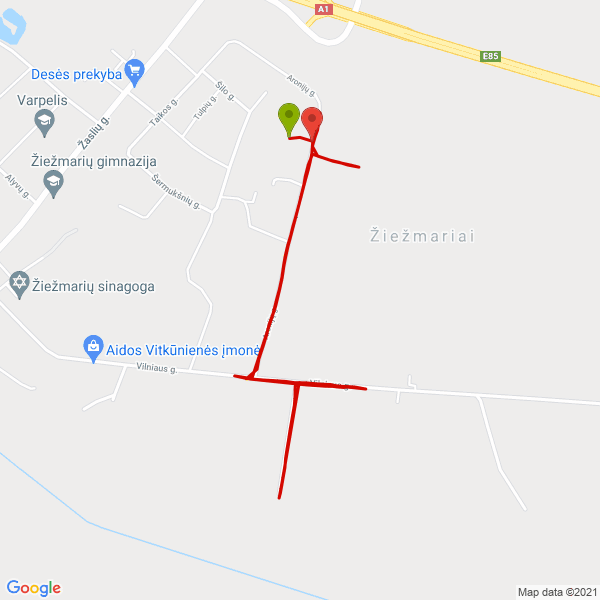 A1
E85
Desės prekyba
Aronijų g.
Šilo g.
Varpelis
Taikos g.
Tulpių g.
Žaslių g.
Žiežmarių gimnazija
Alyvų g.
Šermukšnių g.
Žiežmariai
Žiežmarių sinagoga
Aidos Vitkūnienės įmonė
Vilniaus g.
Google
Map data ©2021